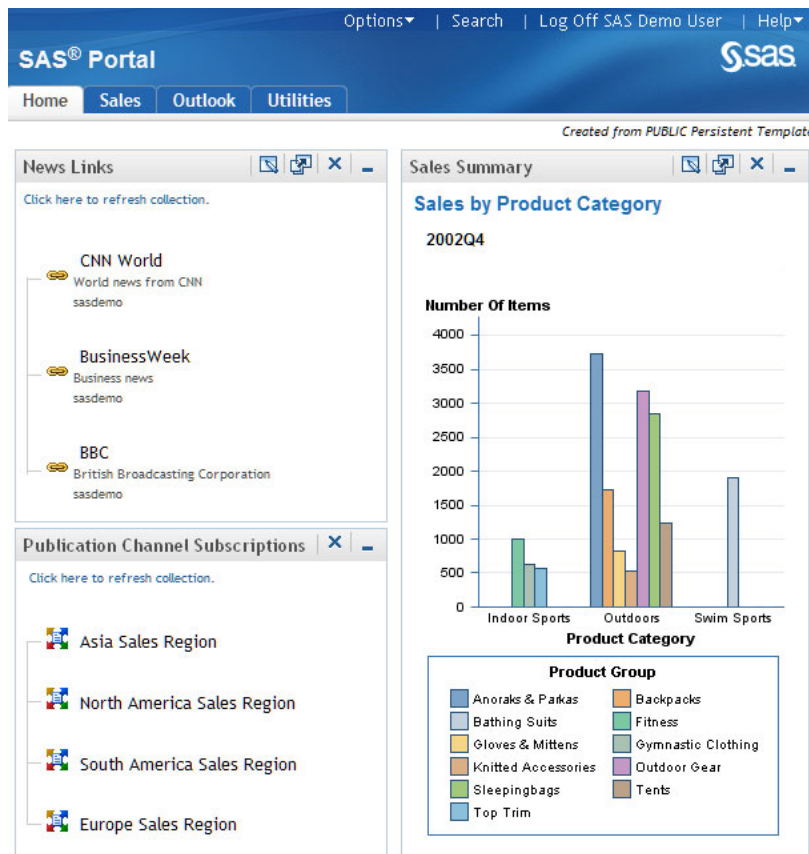 Options▾ | Search | Log Off SAS Demo User | Help▾
SAS® Portal
sas
Home Sales Outlook Utilities
Created from PUBLIC Persistent Templat
News Links
Click here to refresh collection.
CNN World
World news from CNN
sasdemo
BusinessWeek
Business news
sasdemo
BBC
British Broadcasting Corporation
sasdemo
Publication Channel Subscriptions
Click here to refresh collection.
Asia Sales Region
North America Sales Region
South America Sales Region
Europe Sales Region
Sales Summary
Sales by Product Category
2002Q4
Number Of Items
4000
3500
3000
2500
2000
1500
1000
500
0
Indoor Sports Outdoors Swim Sports
Product Category
Product Group
Anoraks & Parkas Backpacks
Bathing Suits Fitness
Gloves & Mittens Gymnastic Clothing
Knitted Accessories Outdoor Gear
Sleepingbags Tents
Top Trim